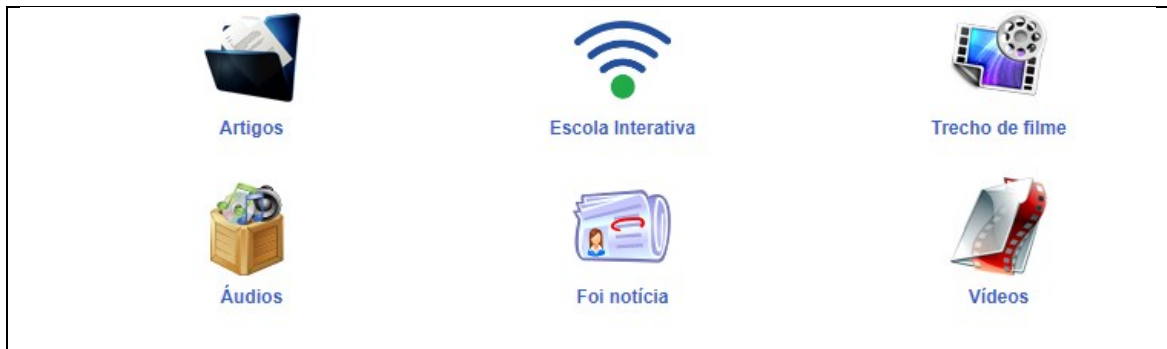 Artigos
Escola Interativa
Trecho de filme
Áudios
Foi notícia
Vídeos